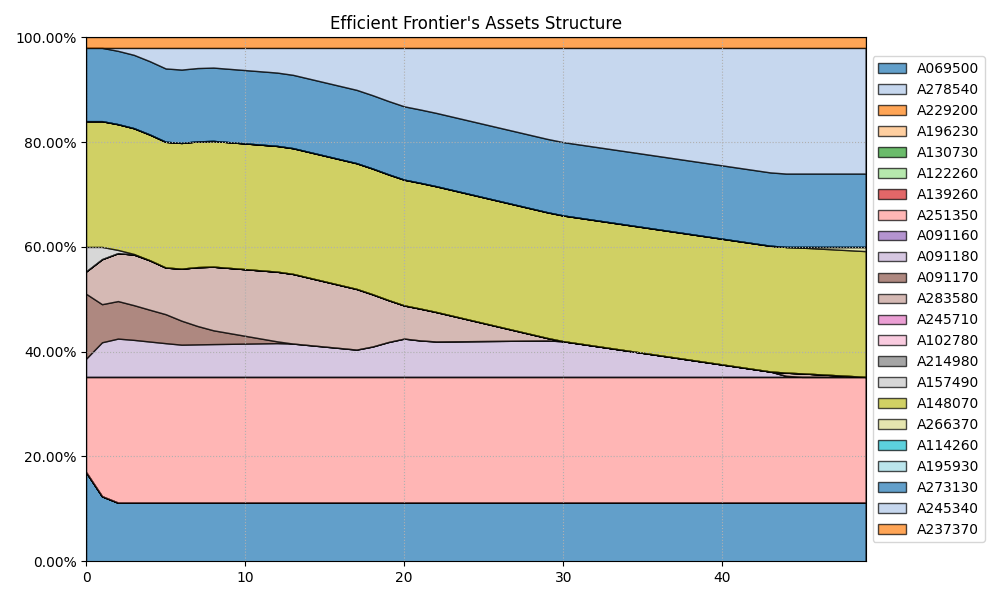 Efficient Frontier's Assets Structure
100.00%
80.00%
60.00%
40.00%
20.00%
0.00%
0
10
20
30
40
A069500
A278540
A229200
A196230
A130730
A122260
A139260
A251350
A091160
A091180
A091170
A283580
A245710
A102780
A214980
A157490
A148070
A266370
A114260
A195930
A273130
A245340
A237370